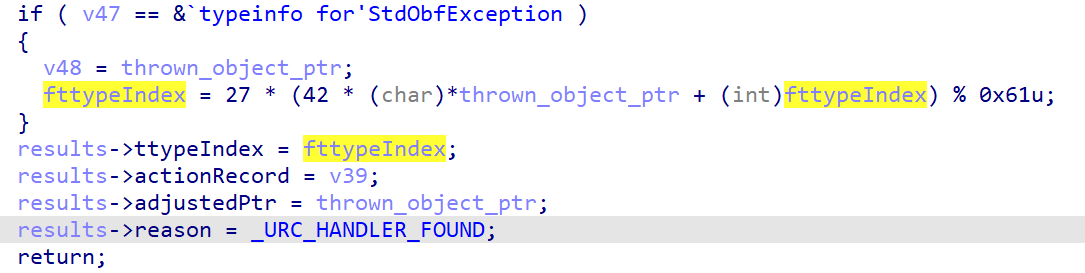 if ( v47 == &`typeinfo for'StdObfException )
{
v48 = thrown_object_ptr;
fttypeIndex = 27 * (42 * (char)*thrown_object_ptr + (int)fttypeIndex) % 0x61u;
}
results->ttypeIndex = fttypeIndex;
results->actionRecord = v39;
results->adjustedPtr = thrown_object_ptr;
results->reason = _URC_HANDLER_FOUND;
return;